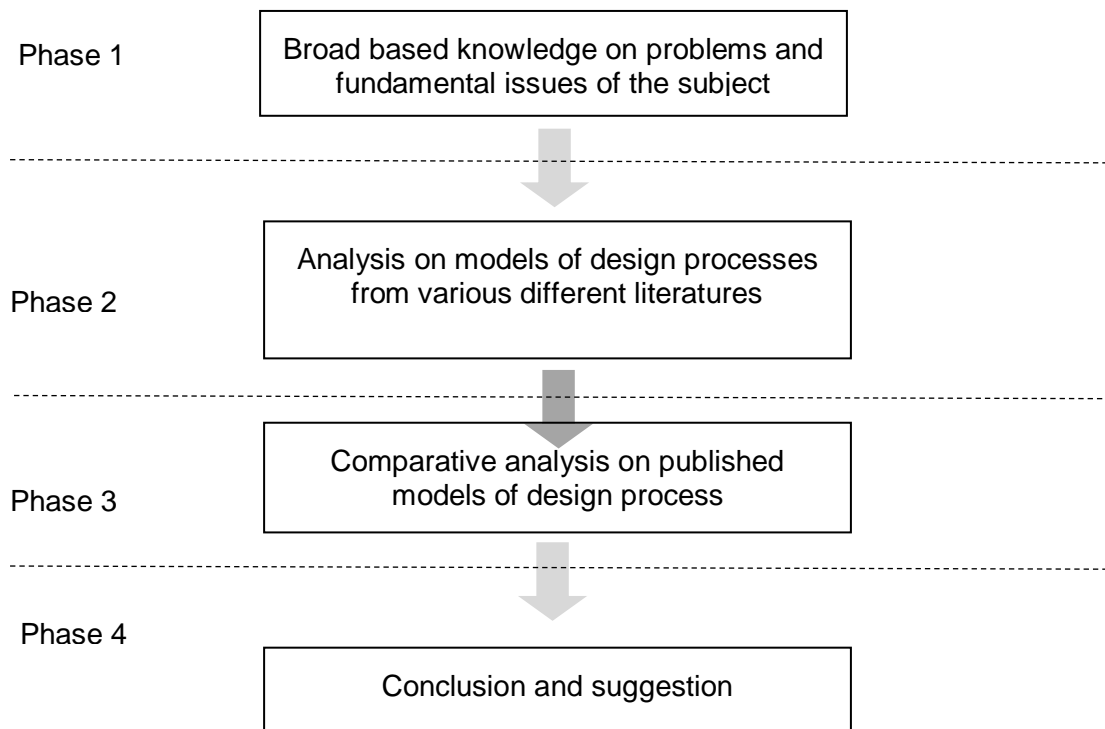 Phase 1
Broad based knowledge on problems and
fundamental issues of the subject
Phase 2
Analysis on models of design processes
from various different literatures
Phase 3
Comparative analysis on published
models of design process
Phase 4
Conclusion and suggestion